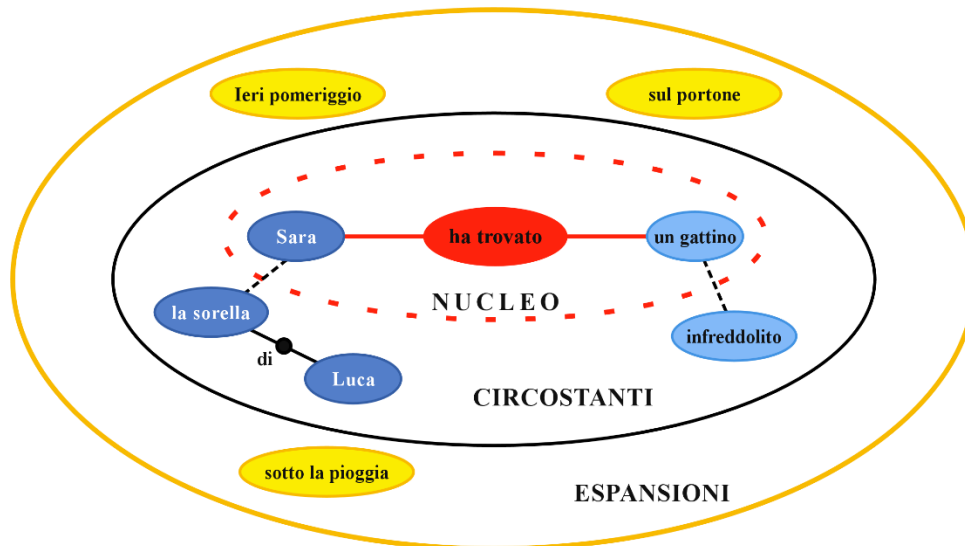 Ieri pomeriggio
sul portone
Sara
ha trovato
un gattino
NUCLEO
la sorella
infreddolito
di
Luca
CIRCOSTANTI
sotto la pioggia
ESPANSIONI